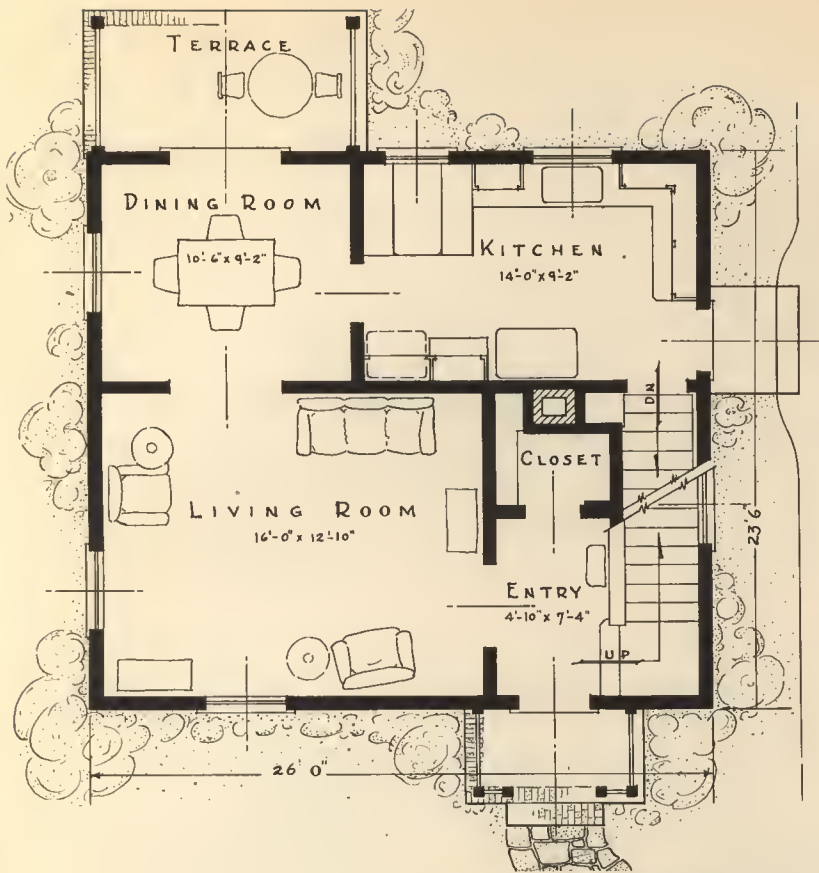 TERRACE
DINING ROOM
10'-6" x 9'-2"
KITCHEN
14'-0" x 9'-2"
DN
CLOSET
LIVING ROOM
16'-0" x 12'-10"
23'6"
ENTRY
4'-10" x 7'-4"
UP
26'0"